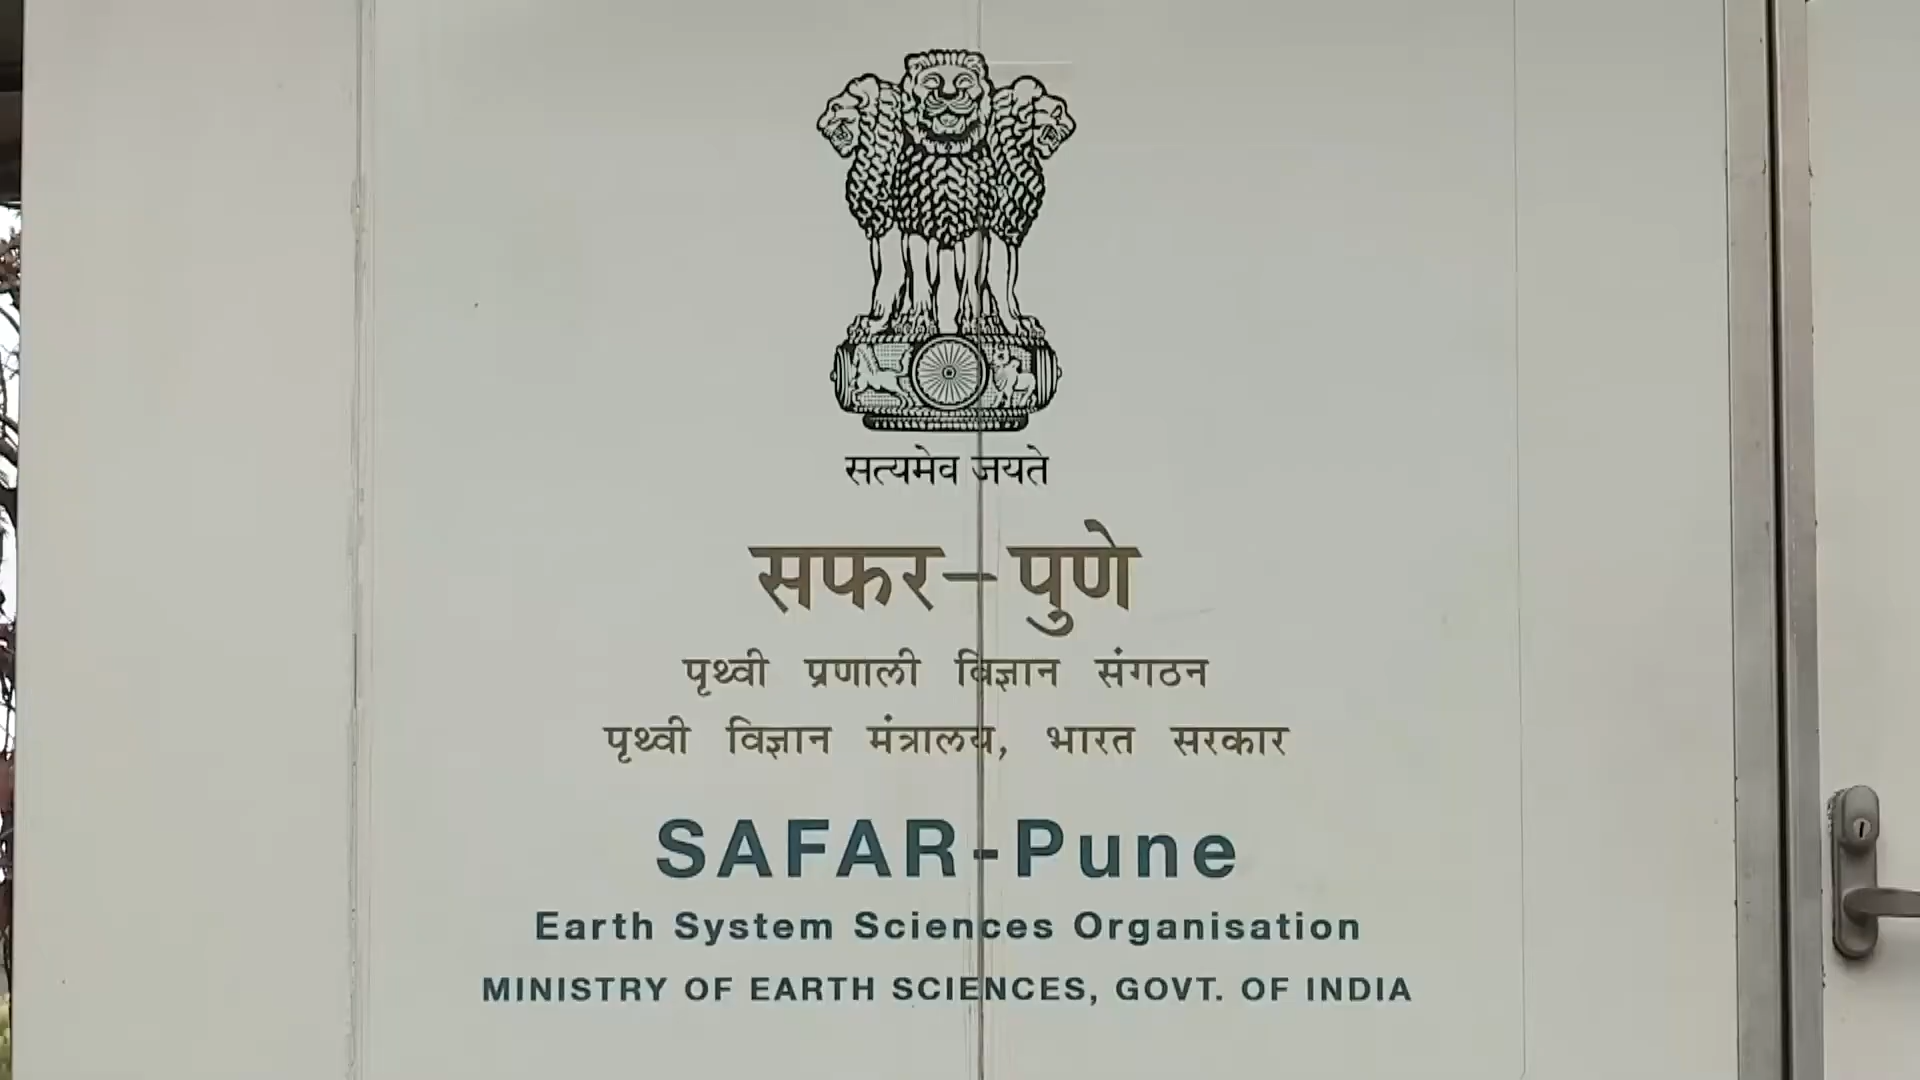 सत्यमेव जयते
सफर-पुणे
पृथ्वी प्रणाली विज्ञान संगठन
पृथ्वी विज्ञान मंत्रालय, भारत सरकार
SAFAR-Pune
Earth System Sciences Organisation
MINISTRY OF EARTH SCIENCES, GOVT. OF INDIA